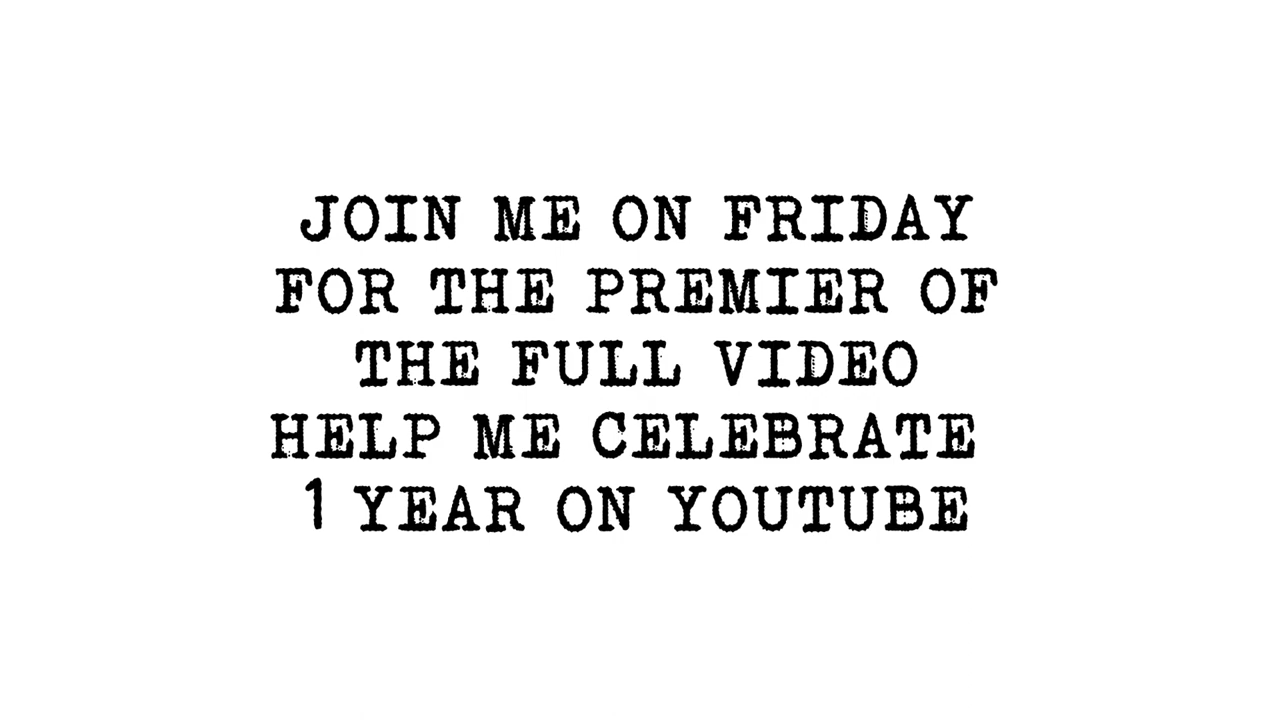 JOIN ME ON FRIDAY
FOR THE PREMIER OF
THE FULL VIDEO
HELP ME CELEBRATE
1 YEAR ON YOUTUBE